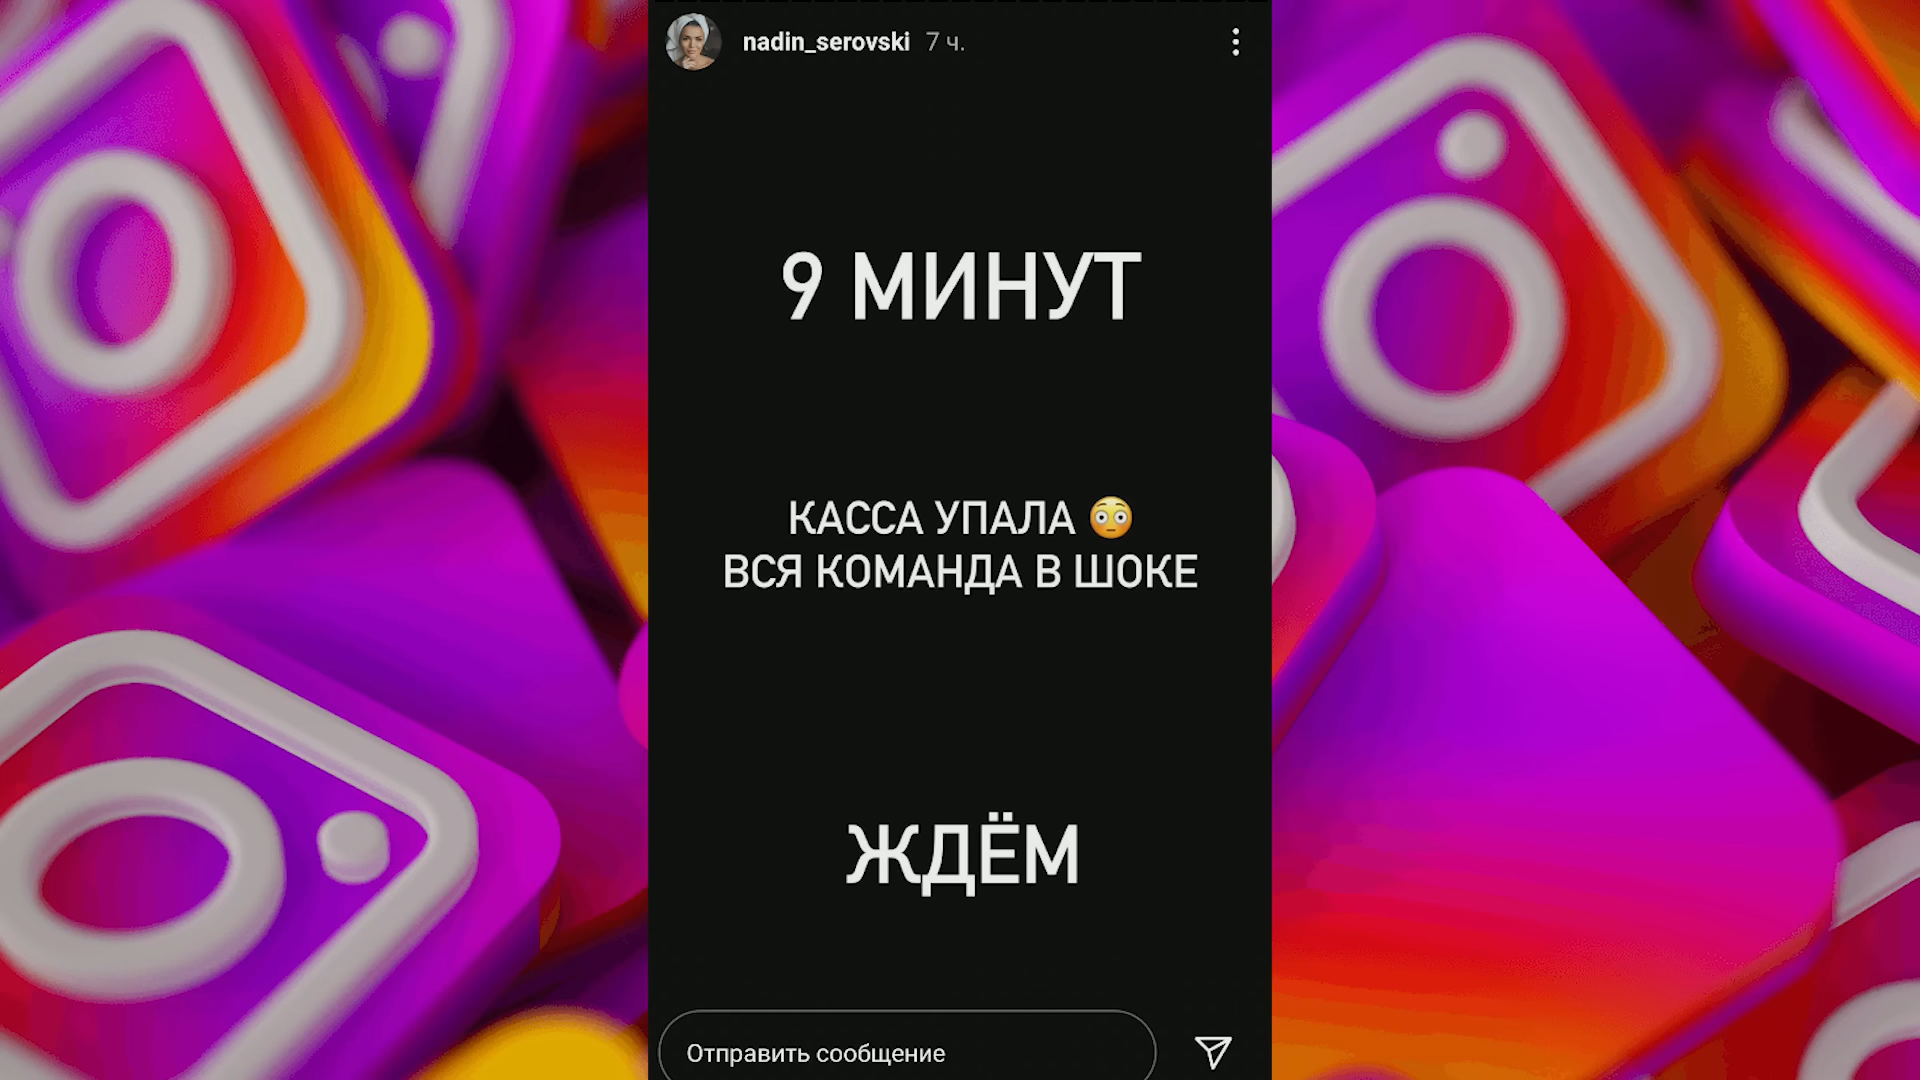 nadin_serovski 7 ч.
9 МИНУТ
КАССА УПАЛА 😳
ВСЯ КОМАНДА В ШОКЕ
ЖДЁМ
Отправить сообщение